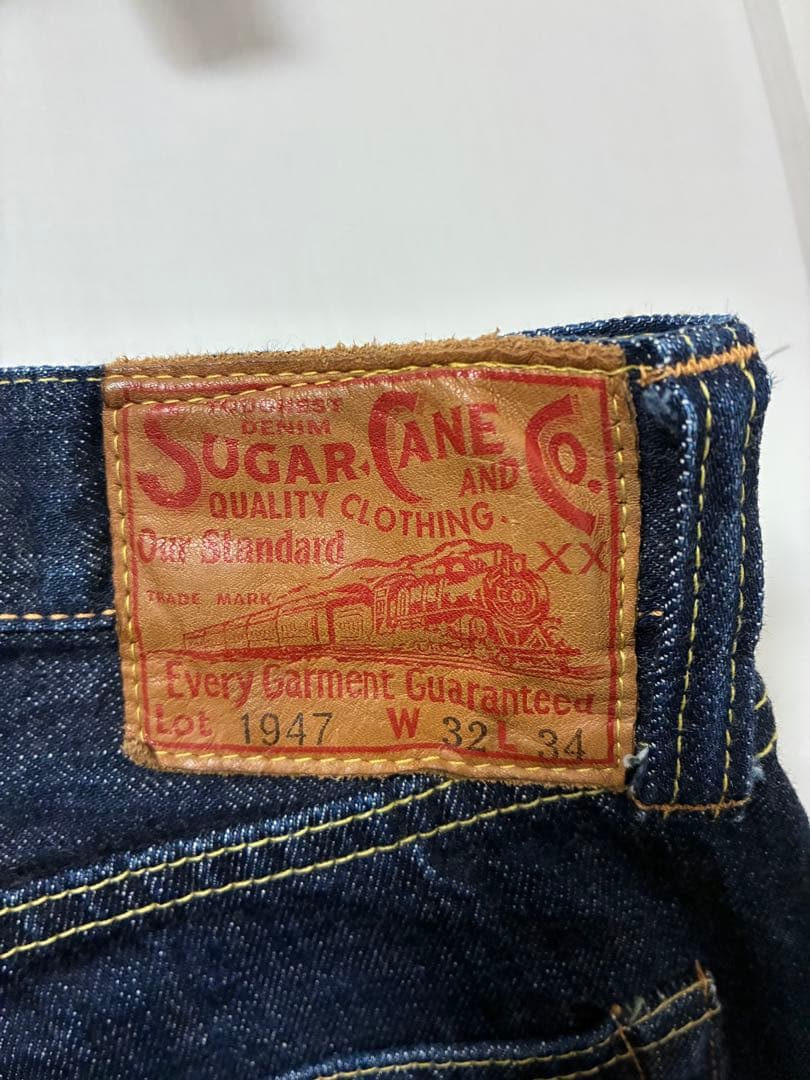 TOUGHEST
DENIM
SUGAR CANE CO.
AND
QUALITY CLOTHING.
Our Standard XX
TRADE MARK
Every Garment Guaranteed
Lot 1947 W 32 L 34